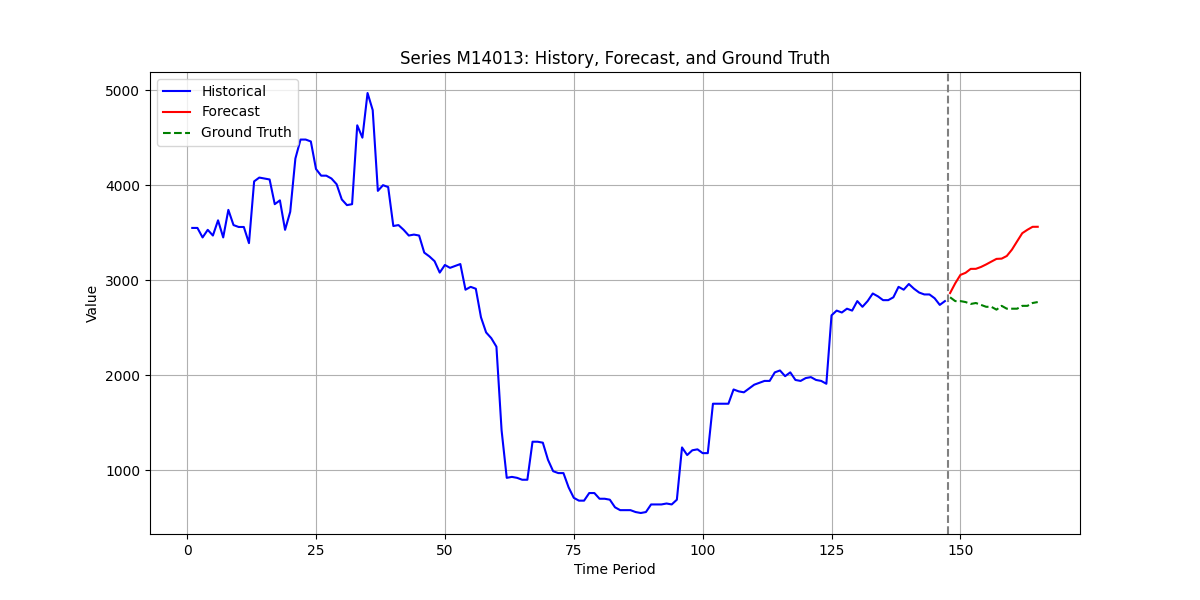 Series M14013: History, Forecast, and Ground Truth
Historical
Forecast
Ground Truth
5000
4000
3000
2000
1000
Value
0
25
50
75
100
125
150
Time Period